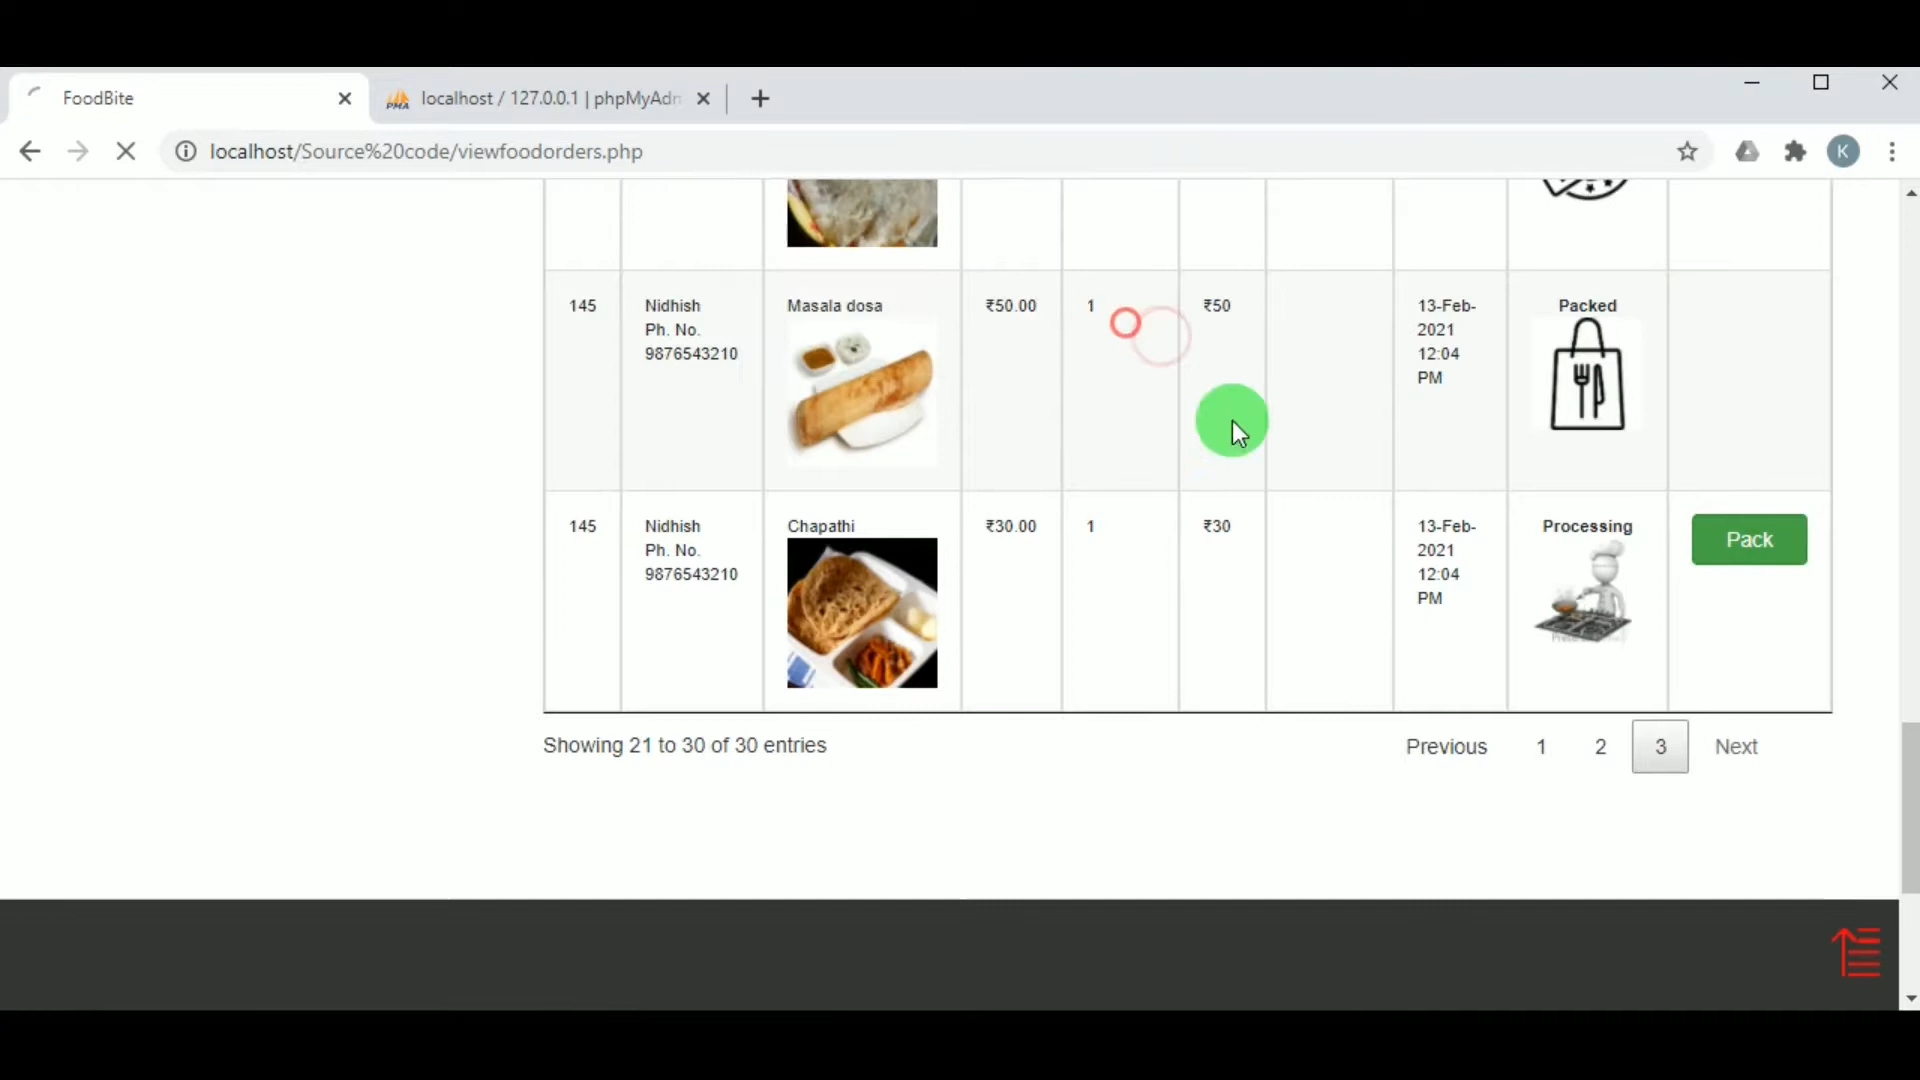 FoodBite
localhost / 127.0.0.1 | phpMyAdn
localhost/Source%20code/viewfoodorders.php
K
145
Nidhish
Ph. No.
9876543210
Masala dosa
₹50.00
1
₹50
13-Feb-
2021
12:04
PM
Packed
145
Nidhish
Ph. No.
9876543210
Chapathi
₹30.00
1
₹30
13-Feb-
2021
12:04
PM
Processing
Pack
Showing 21 to 30 of 30 entries
Previous 1 2 3 Next